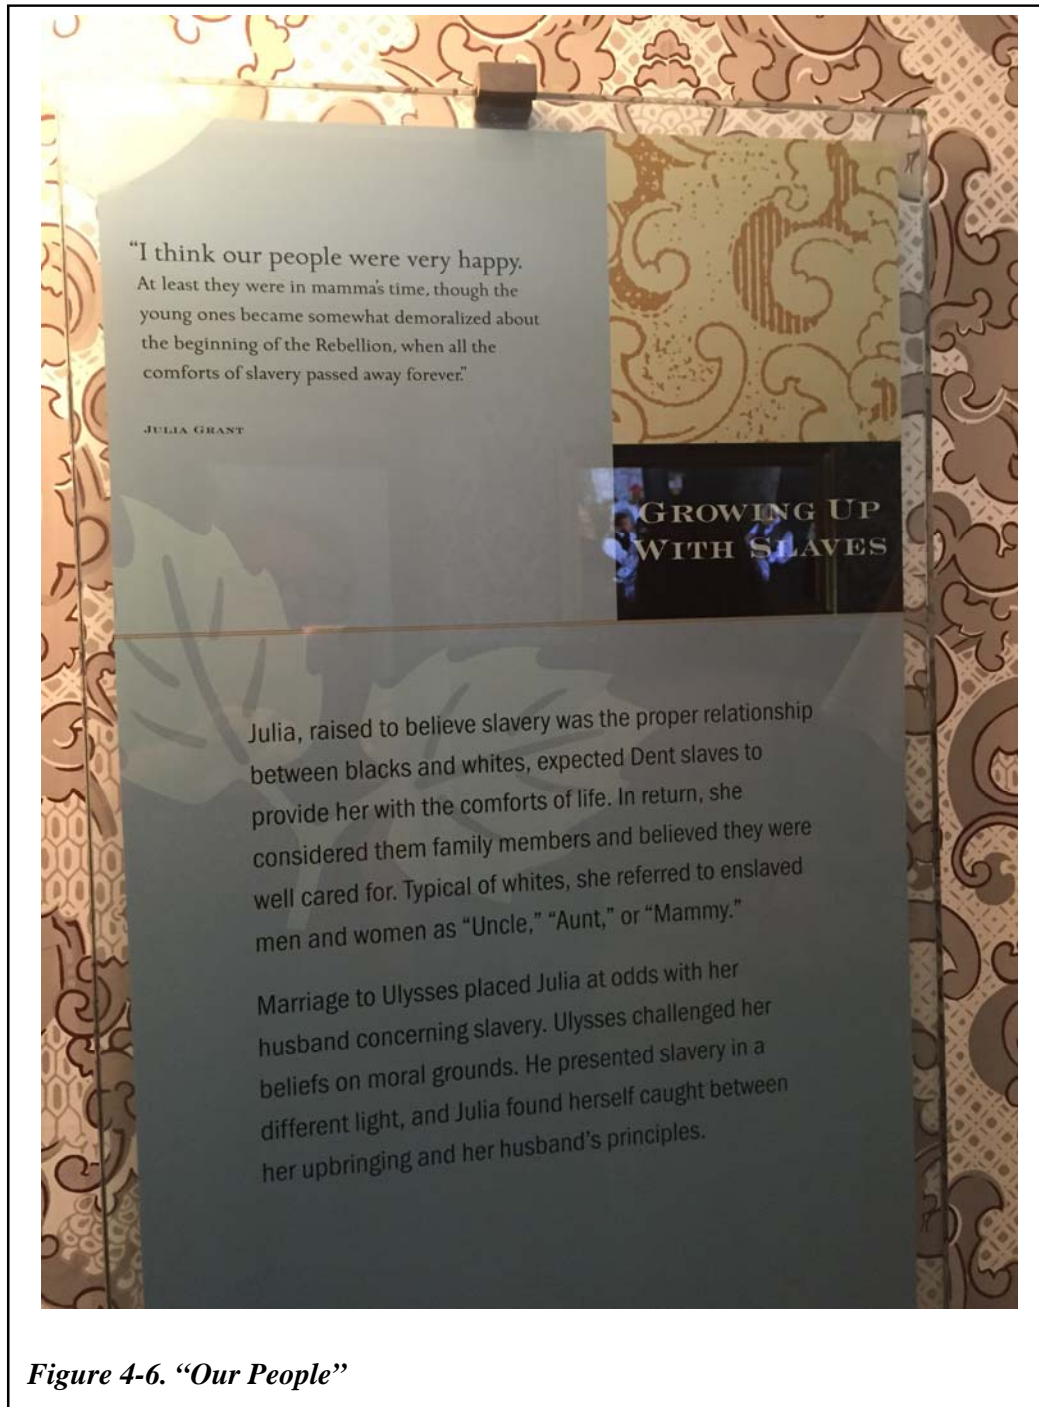 “I think our people were very happy.
At least they were in mamma’s time, though the
young ones became somewhat demoralized about
the beginning of the Rebellion, when all the
comforts of slavery passed away forever.”
JULIA GRANT
GROWING UP
WITH SLAVES
Julia, raised to believe slavery was the proper relationship
between blacks and whites, expected Dent slaves to
provide her with the comforts of life. In return, she
considered them family members and believed they were
well cared for. Typical of whites, she referred to enslaved
men and women as “Uncle,” “Aunt,” or “Mammy.”
Marriage to Ulysses placed Julia at odds with her
husband concerning slavery. Ulysses challenged her
beliefs on moral grounds. He presented slavery in a
different light, and Julia found herself caught between
her upbringing and her husband’s principles.
Figure 4-6. “Our People”